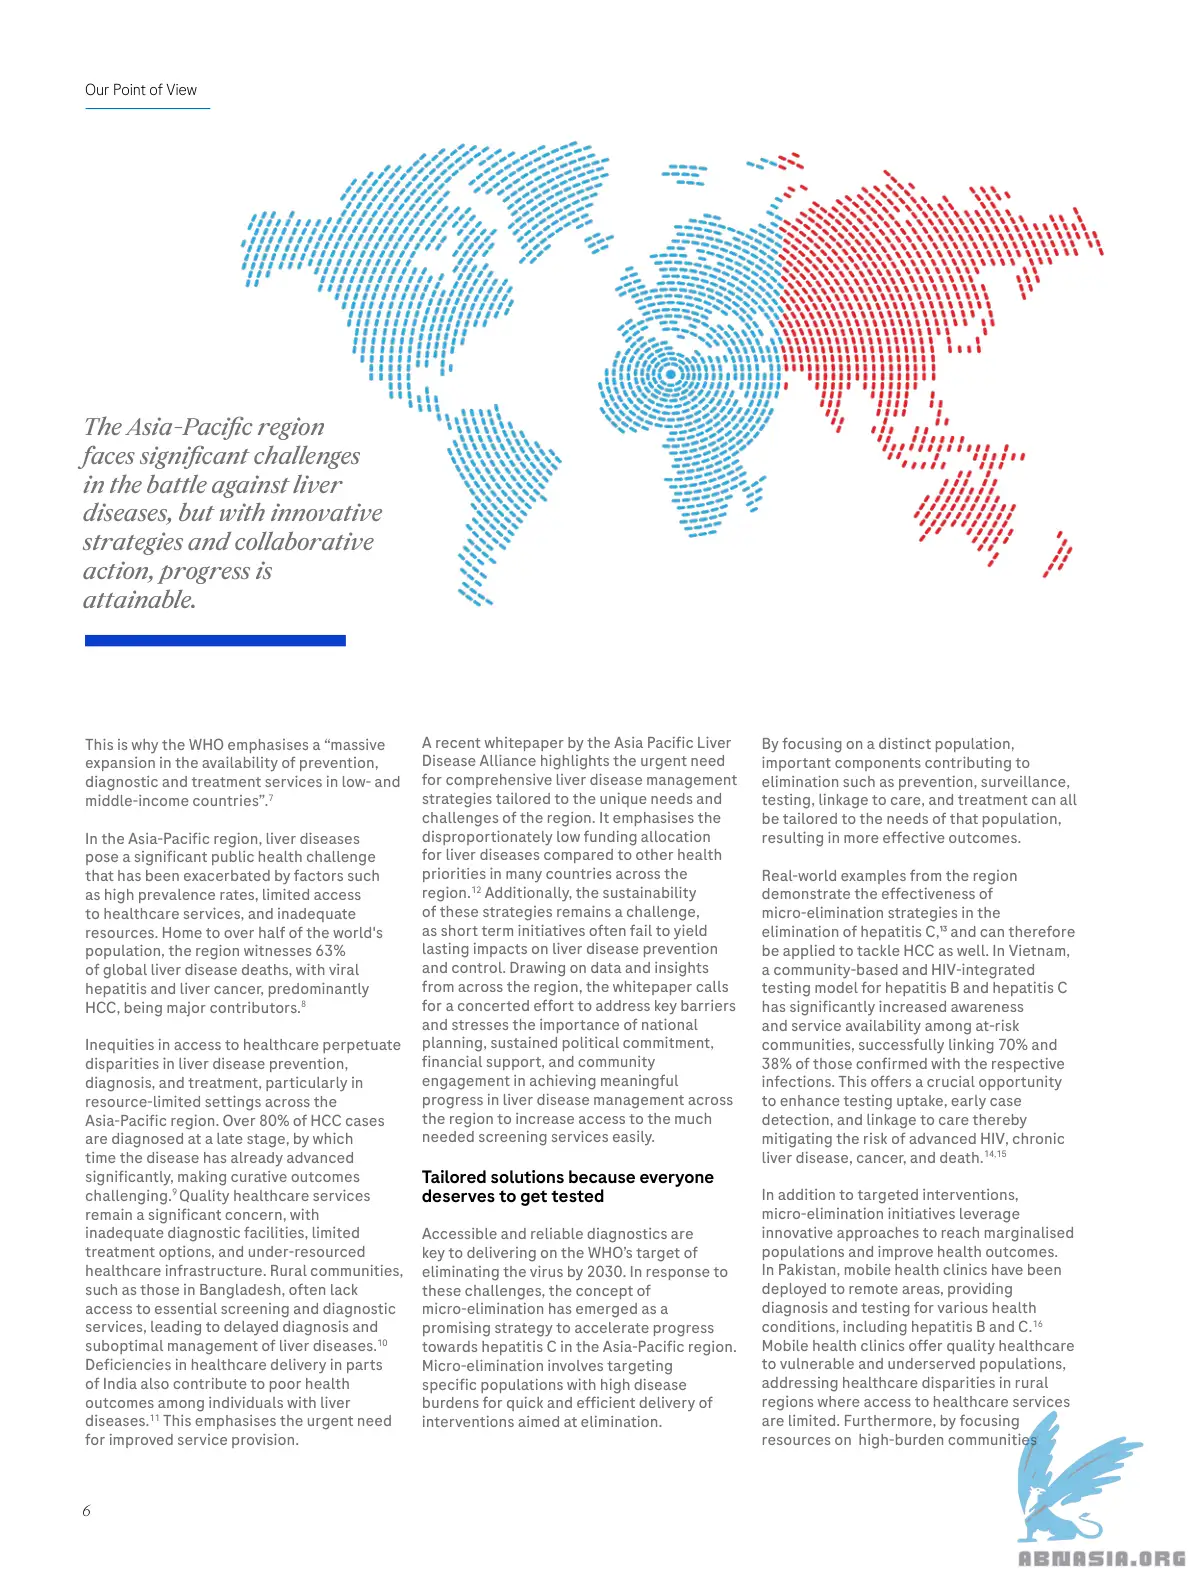 Our Point of View
The Asia-Pacific region
faces significant challenges
in the battle against liver
diseases, but with innovative
strategies and collaborative
action, progress is
attainable.
This is why the WHO emphasises a “massive
expansion in the availability of prevention,
diagnostic and treatment services in low- and
middle-income countries”.7
In the Asia-Pacific region, liver diseases
pose a significant public health challenge
that has been exacerbated by factors such
as high prevalence rates, limited access
to healthcare services, and inadequate
resources. Home to over half of the world's
population, the region witnesses 63%
of global liver disease deaths, with viral
hepatitis and liver cancer, predominantly
HCC, being major contributors.8
Inequities in access to healthcare perpetuate
disparities in liver disease prevention,
diagnosis, and treatment, particularly in
resource-limited settings across the
Asia-Pacific region. Over 80% of HCC cases
are diagnosed at a late stage, by which
time the disease has already advanced
significantly, making curative outcomes
challenging.9 Quality healthcare services
remain a significant concern, with
inadequate diagnostic facilities, limited
treatment options, and under-resourced
healthcare infrastructure. Rural communities,
such as those in Bangladesh, often lack
access to essential screening and diagnostic
services, leading to delayed diagnosis and
suboptimal management of liver diseases.10
Deficiencies in healthcare delivery in parts
of India also contribute to poor health
outcomes among individuals with liver
diseases.11 This emphasises the urgent need
for improved service provision.
A recent whitepaper by the Asia Pacific Liver
Disease Alliance highlights the urgent need
for comprehensive liver disease management
strategies tailored to the unique needs and
challenges of the region. It emphasises the
disproportionately low funding allocation
for liver diseases compared to other health
priorities in many countries across the
region.12 Additionally, the sustainability
of these strategies remains a challenge,
as short term initiatives often fail to yield
lasting impacts on liver disease prevention
and control. Drawing on data and insights
from across the region, the whitepaper calls
for a concerted effort to address key barriers
and stresses the importance of national
planning, sustained political commitment,
financial support, and community
engagement in achieving meaningful
progress in liver disease management across
the region to increase access to the much
needed screening services easily.
Tailored solutions because everyone
deserves to get tested
Accessible and reliable diagnostics are
key to delivering on the WHO’s target of
eliminating the virus by 2030. In response to
these challenges, the concept of
micro-elimination has emerged as a
promising strategy to accelerate progress
towards hepatitis C in the Asia-Pacific region.
Micro-elimination involves targeting
specific populations with high disease
burdens for quick and efficient delivery of
interventions aimed at elimination.
By focusing on a distinct population,
important components contributing to
elimination such as prevention, surveillance,
testing, linkage to care, and treatment can all
be tailored to the needs of that population,
resulting in more effective outcomes.
Real-world examples from the region
demonstrate the effectiveness of
micro-elimination strategies in the
elimination of hepatitis C,13 and can therefore
be applied to tackle HCC as well. In Vietnam,
a community-based and HIV-integrated
testing model for hepatitis B and hepatitis C
has significantly increased awareness
and service availability among at-risk
communities, successfully linking 70% and
38% of those confirmed with the respective
infections. This offers a crucial opportunity
to enhance testing uptake, early case
detection, and linkage to care thereby
mitigating the risk of advanced HIV, chronic
liver disease, cancer, and death.14,15
In addition to targeted interventions,
micro-elimination initiatives leverage
innovative approaches to reach marginalised
populations and improve health outcomes.
In Pakistan, mobile health clinics have been
deployed to remote areas, providing
diagnosis and testing for various health
conditions, including hepatitis B and C.16
Mobile health clinics offer quality healthcare
to vulnerable and underserved populations,
addressing healthcare disparities in rural
regions where access to healthcare services
are limited. Furthermore, by focusing
resources on high-burden communities
6
ABNASIA.ORG